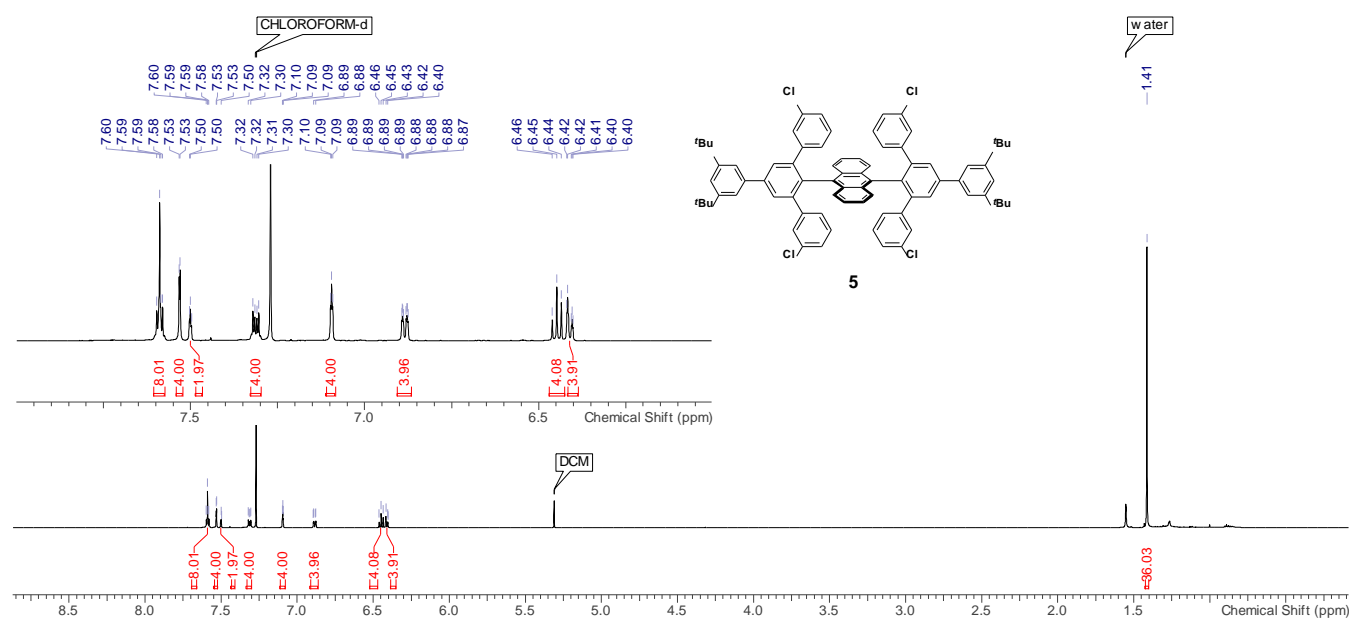 CHLOROFORM-d
water
7.60 7.59 7.59 7.58 7.53 7.53 7.50 7.32 7.30 7.10 7.09 7.09 6.89 6.88 6.46 6.45 6.43 6.42 6.40
1.41
7.60 7.59 7.59 7.58 7.53 7.53 7.50 7.50 7.32 7.32 7.31 7.30 7.10 7.09 7.09 6.89 6.89 6.89 6.89 6.88 6.88 6.88 6.87 6.46 6.45 6.44 6.42 6.42 6.41 6.40 6.40
Cl Cl
tBu tBu
tBu tBu
Cl Cl
5
8.01 4.00 1.97 4.00 4.00 3.96 4.08 3.91
7.5 7.0 6.5 Chemical Shift (ppm)
DCM
8.01 4.00 1.97 4.00 4.00 3.96 4.08 3.91 36.03
8.5 8.0 7.5 7.0 6.5 6.0 5.5 5.0 4.5 4.0 3.5 3.0 2.5 2.0 1.5 1.0 Chemical Shift (ppm)